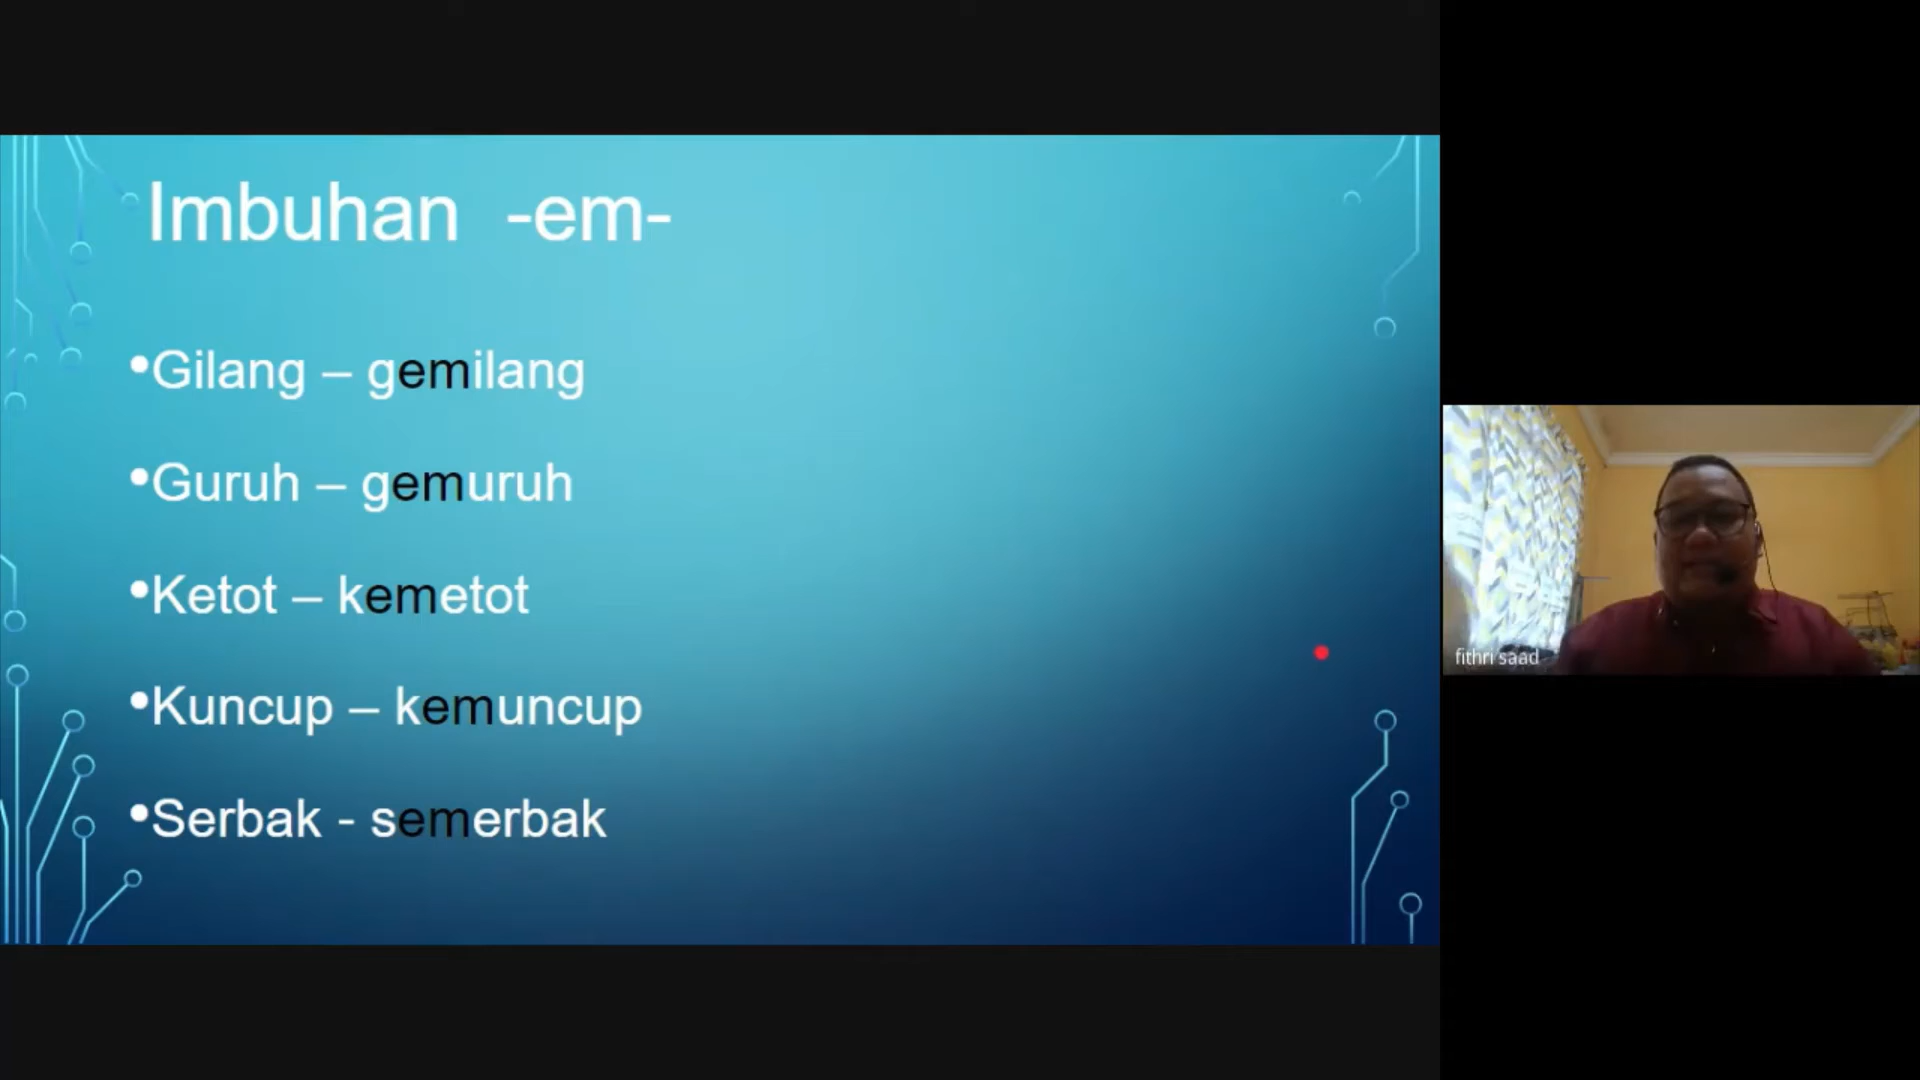 Imbuhan -em-
•Gilang – gemilang
•Guruh – gemuruh
•Ketot – kemetot
•Kuncup – kemuncup
•Serbak - semerbak
fithri saad